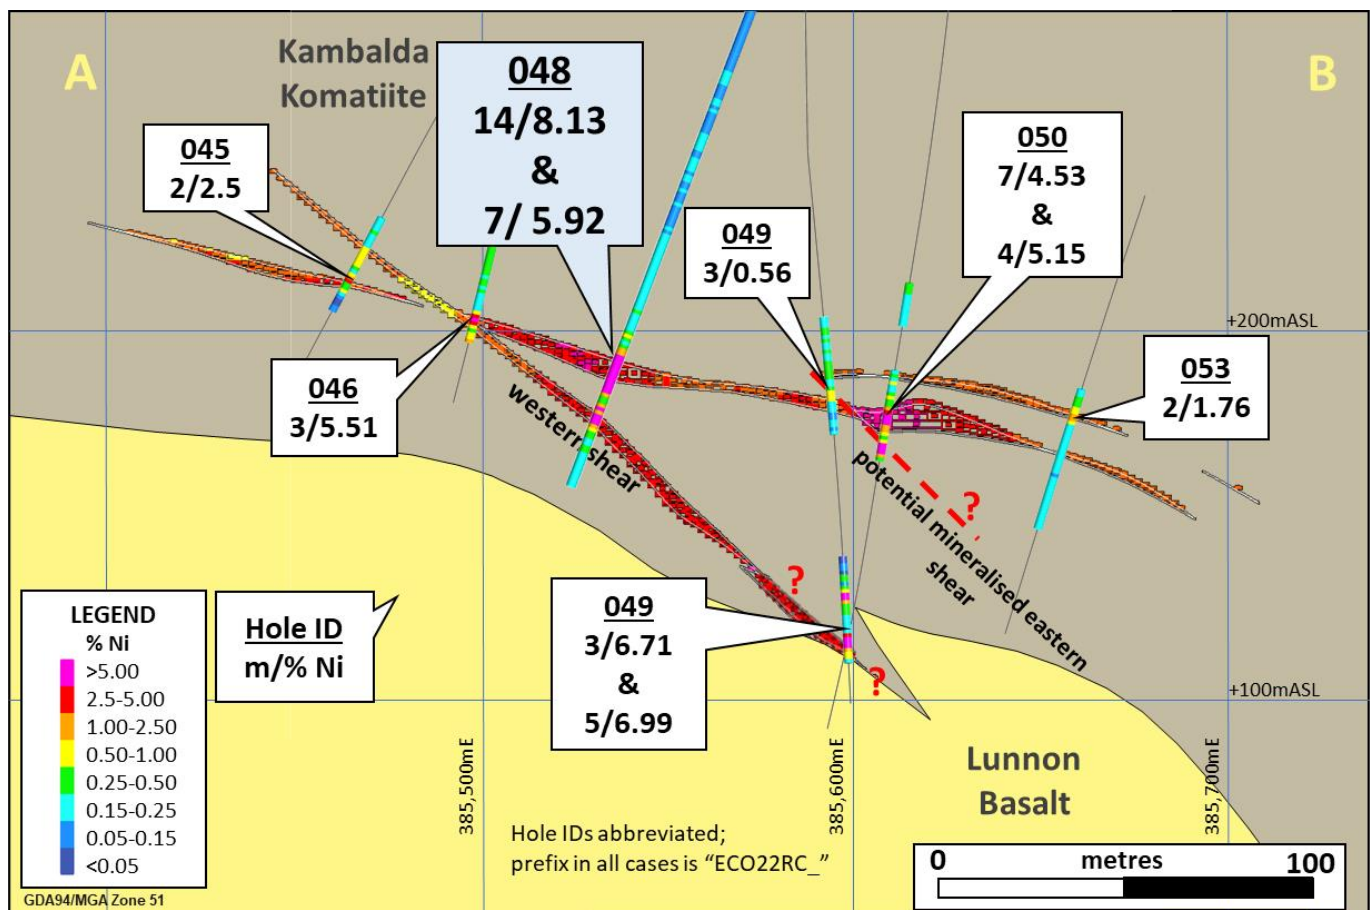 A
Kambalda
Komatiite
B
048
14/8.13
&
7/ 5.92
050
7/4.53
&
4/5.15
045
2/2.5
049
3/0.56
+200mASL
053
2/1.76
046
3/5.51
western shear
potential mineralised eastern
shear
?
?
?
049
3/6.71
&
5/6.99
LEGEND
% Ni
>5.00
2.5-5.00
1.00-2.50
0.50-1.00
0.25-0.50
0.15-0.25
0.05-0.15
<0.05
Hole ID
m/% Ni
+100mASL
385,500mE
385,600mE
385,700mE
Lunnon
Basalt
Hole IDs abbreviated;
prefix in all cases is “ECO22RC_”
0 metres 100
GDA94/MGA Zone 51